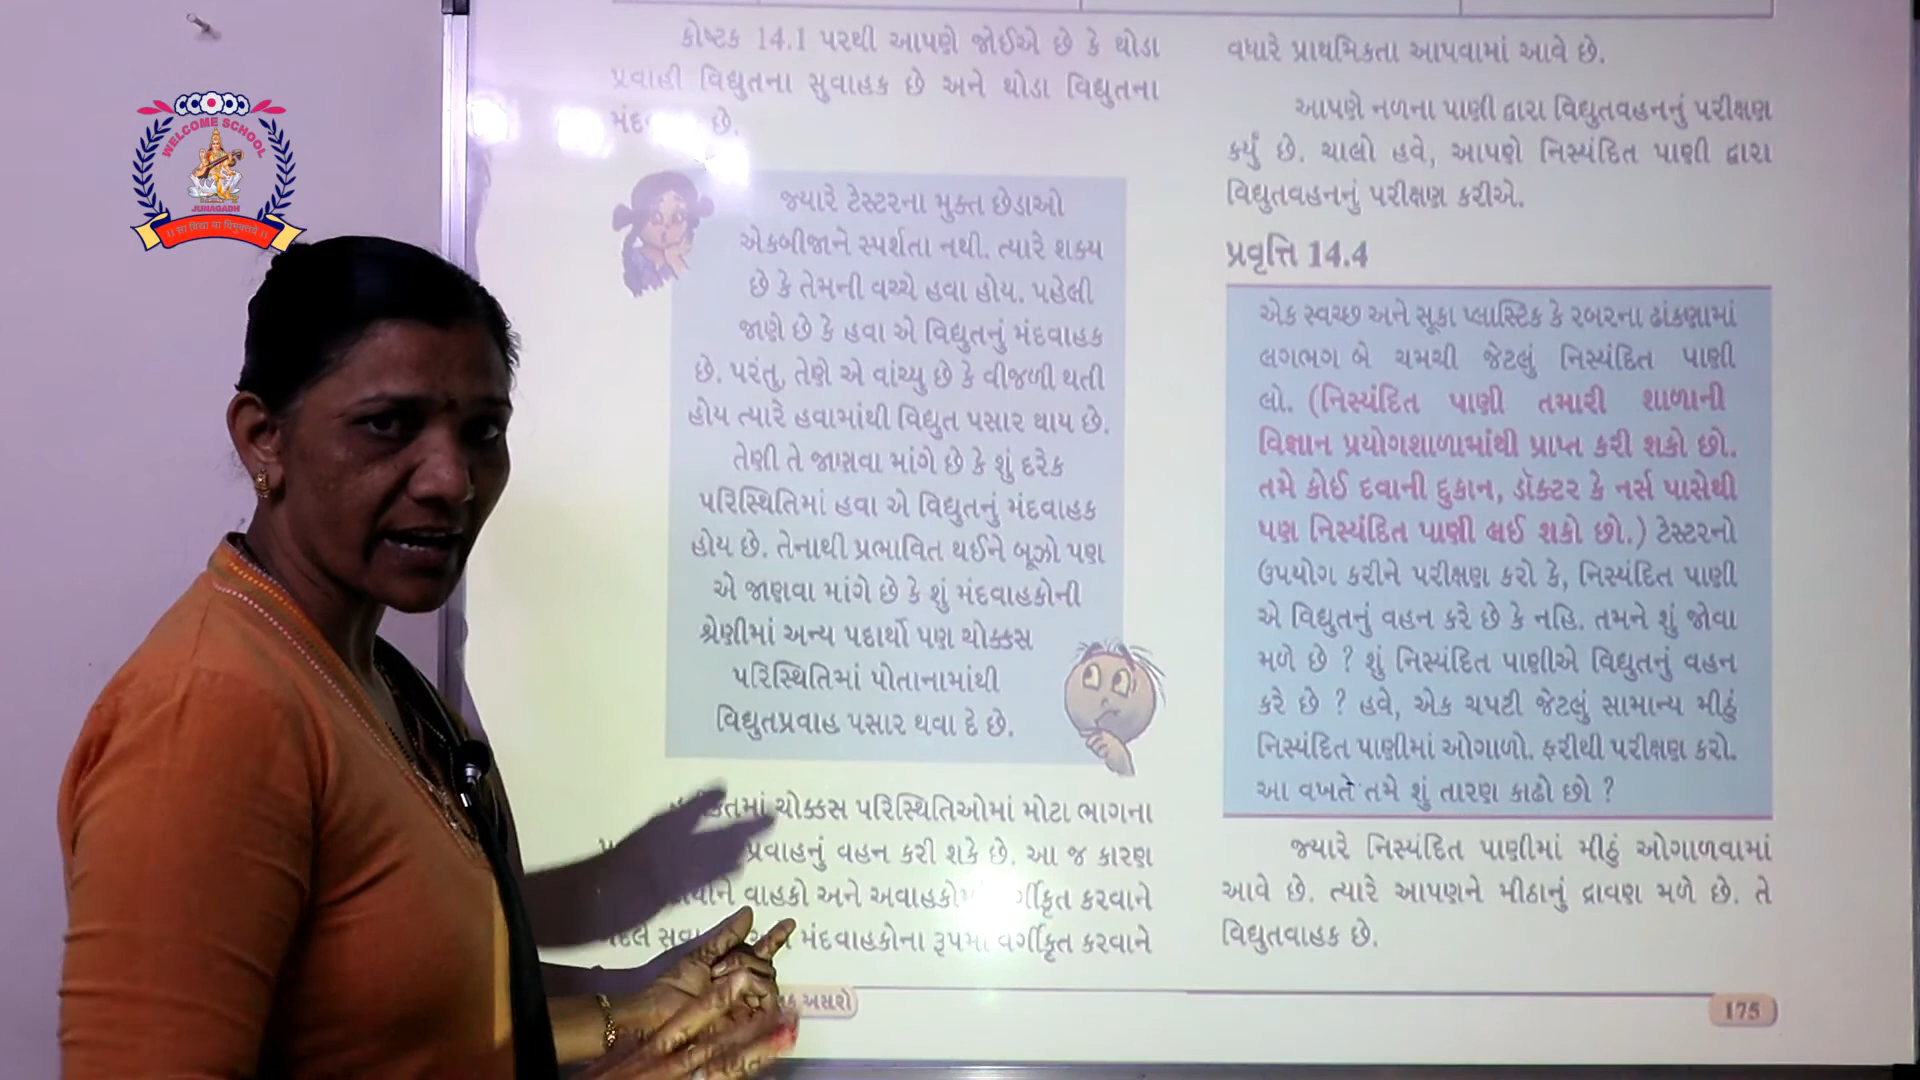 WELCOME SCHOOL
JUNAGADH
કોષ્ટક 14.1 પરથી આપણે જોઈએ છે કે થોડા
પ્રવાહી વિદ્યુતના સુવાહક છે અને થોડા વિદ્યુતના
છે.
જ્યારે ટેસ્ટરના મુક્ત છેડાઓ
એકબીજાને સ્પર્શતા નથી. ત્યારે શક્ય
છે કે તેમની વચ્ચે હવા હોય. પહેલી
જાણે છે કે હવા એ વિદ્યુતનું મંદવાહક
છે. પરંતુ, તેણે એ વાંચ્યુ છે કે વીજળી થતી
હોય ત્યારે હવામાંથી વિદ્યુત પસાર થાય છે.
તેણી તે જાણવા માંગે છે કે શું દરેક
પરિસ્થિતિમાં હવા એ વિદ્યુતનું મંદવાહક
હોય છે. તેનાથી પ્રભાવિત થઈને બૂઝો પણ
એ જાણવા માંગે છે કે શું મંદવાહકોની
શ્રેણીમાં અન્ય પદાર્થો પણ ચોક્કસ
પરિસ્થિતિમાં પોતાનામાંથી
વિદ્યુતપ્રવાહ પસાર થવા દે છે.
ચોક્કસ પરિસ્થિતિઓમાં મોટા ભાગના
પ્રવાહનું વહન કરી શકે છે. આ જ કારણ
વાહકો અને અવાહકોમાં વર્ગીકૃત કરવાને
મંદવાહકોના રૂપમાં વર્ગીકૃત કરવાને
અસરો
વધારે પ્રાથમિકતા આપવામાં આવે છે.
આપણે નળના પાણી દ્વારા વિદ્યુતવહનનું પરીક્ષણ
કર્યું છે. ચાલો હવે, આપણે નિસ્યંદિત પાણી દ્વારા
વિદ્યુતવહનનું પરીક્ષણ કરીએ.
પ્રવૃત્તિ 14.4
એક સ્વચ્છ અને સૂકા પ્લાસ્ટિક કે રબરના ઢાંકણામાં
લગભગ બે ચમચી જેટલું નિસ્યંદિત પાણી
લો. (નિસ્યંદિત પાણી તમારી શાળાની
વિજ્ઞાન પ્રયોગશાળામાંથી પ્રાપ્ત કરી શકો છો.
તમે કોઈ દવાની દુકાન, ડૉક્ટર કે નર્સ પાસેથી
પણ નિસ્યંદિત પાણી લઈ શકો છો.) ટેસ્ટરનો
ઉપયોગ કરીને પરીક્ષણ કરો કે, નિસ્યંદિત પાણી
એ વિદ્યુતનું વહન કરે છે કે નહિ. તમને શું જોવા
મળે છે ? શું નિસ્યંદિત પાણીએ વિદ્યુતનું વહન
કરે છે ? હવે, એક ચપટી જેટલું સામાન્ય મીઠું
નિસ્યંદિત પાણીમાં ઓગાળો. ફરીથી પરીક્ષણ કરો.
આ વખતે તમે શું તારણ કાઢો છો ?
જ્યારે નિસ્યંદિત પાણીમાં મીઠું ઓગાળવામાં
આવે છે. ત્યારે આપણને મીઠાનું દ્રાવણ મળે છે. તે
વિદ્યુતવાહક છે.
175